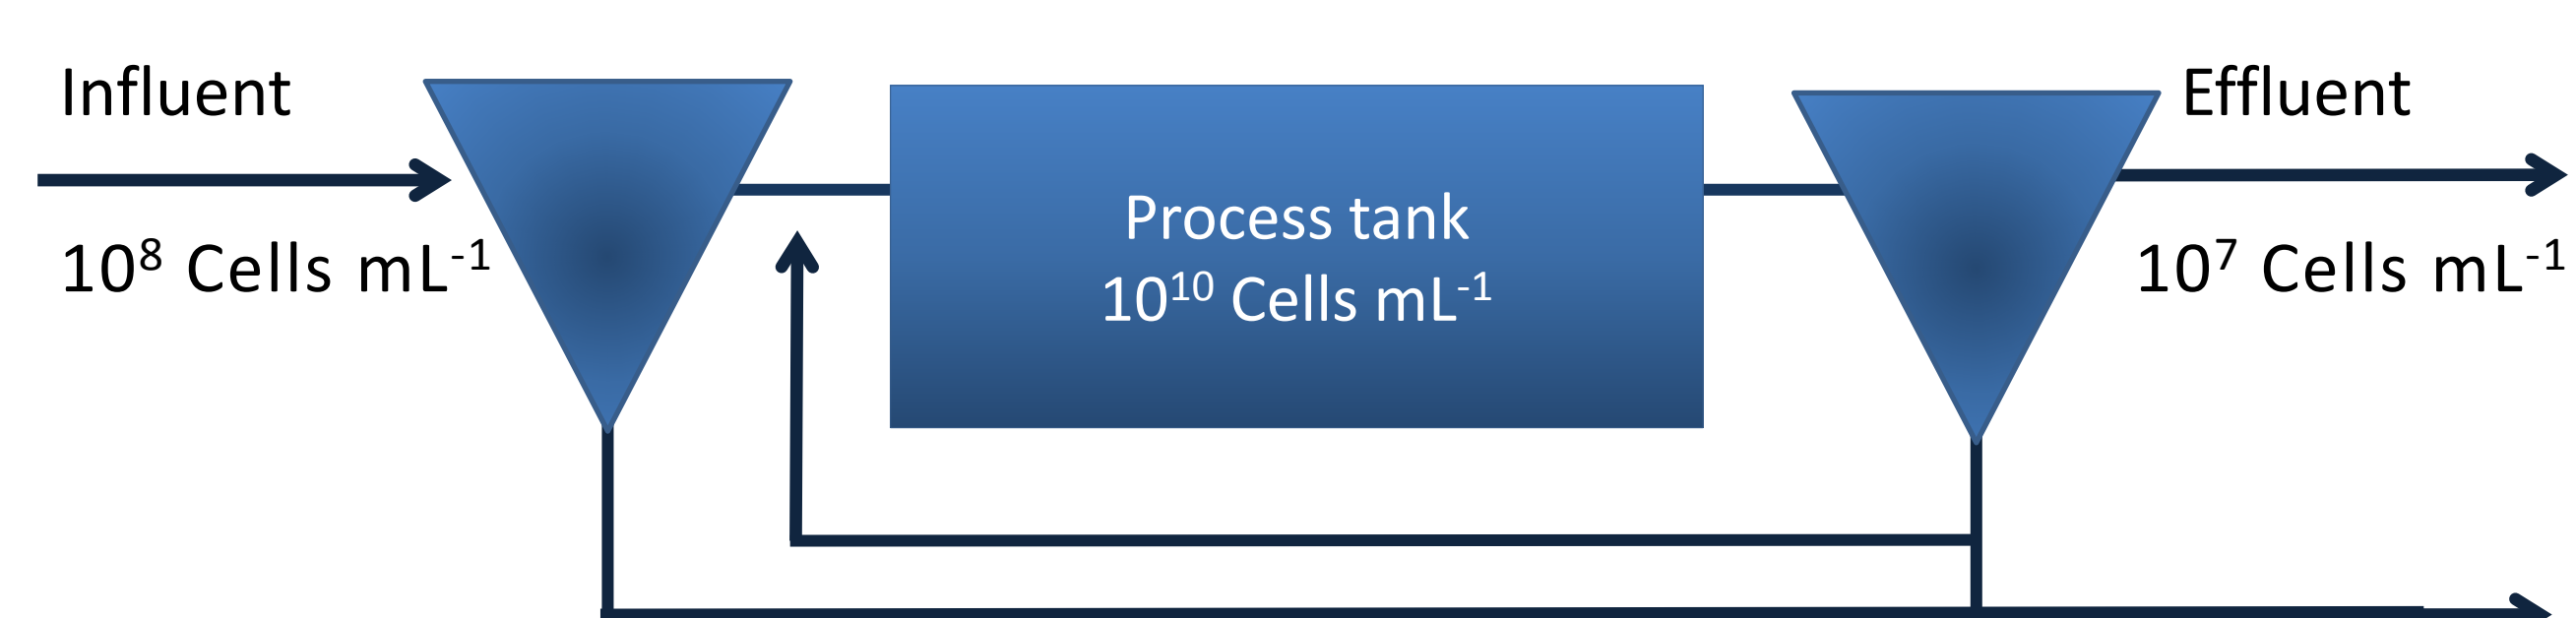 Influent
10⁸ Cells mL⁻¹
Process tank
10¹⁰ Cells mL⁻¹
Effluent
10⁷ Cells mL⁻¹